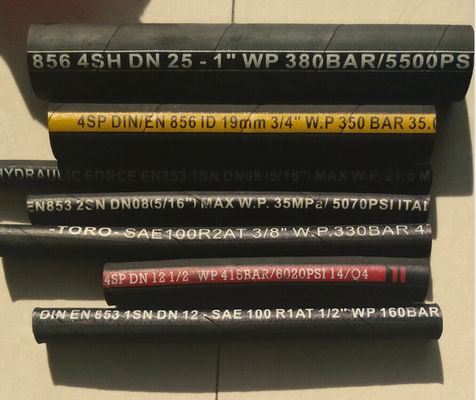 856 4SH DN 25 - 1" WP 380BAR/5500PS
4SP DIN/EN 856 ID 19mm 3/4" W.P 350 BAR 35.0
HYDRAULIC FORCE EN853 1SN DN08(5/16") MAX W.P. 21.5 M
EN853 2SN DN08(5/16") MAX W.P. 35MPa/ 5070PSI ITAL
-TORO- SAE100R2AT 3/8" W.P.330BAR 4
4SP DN 12 1/2" WP 415BAR/6020PSI 14/Q4
DIN EN 853 1SN DN 12 - SAE 100 R1AT 1/2" WP 160BAR